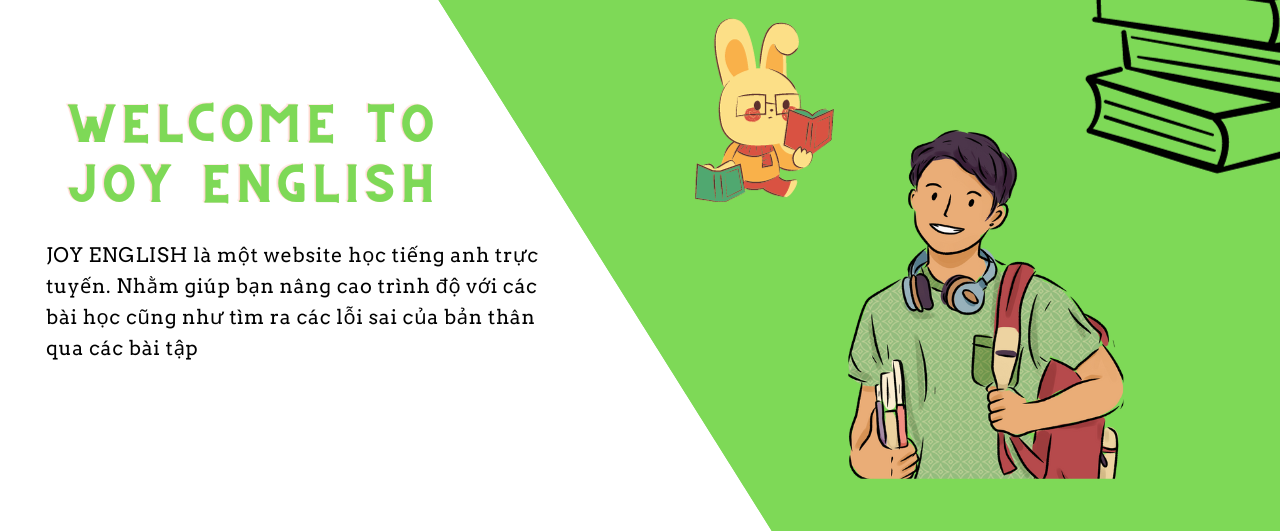 WELCOME TO
JOY ENGLISH
JOY ENGLISH là một website học tiếng anh trực
tuyến. Nhằm giúp bạn nâng cao trình độ với các
bài học cũng như tìm ra các lỗi sai của bản thân
qua các bài tập